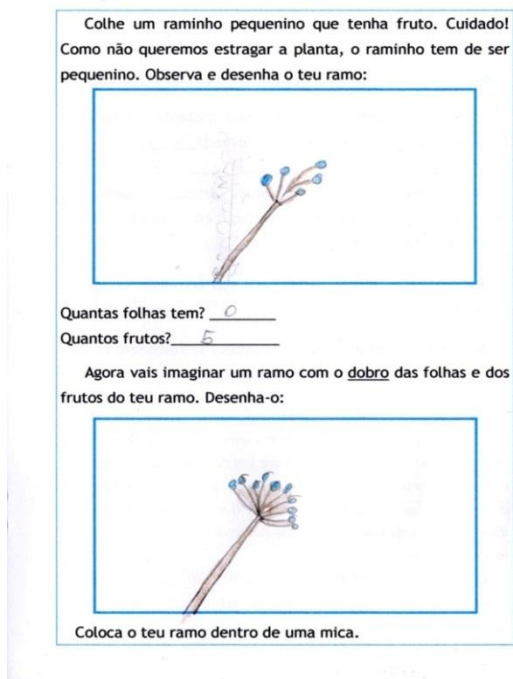 Colhe um raminho pequenino que tenha fruto. Cuidado!
Como não queremos estragar a planta, o raminho tem de ser
pequenino. Observa e desenha o teu ramo:
Quantas folhas tem? 0
Quantos frutos? 5
Agora vais imaginar um ramo com o dobro das folhas e dos
frutos do teu ramo. Desenha-o:
Coloca o teu ramo dentro de uma mica.